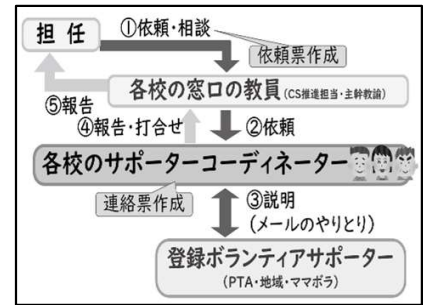 担 任
①依頼・相談
依頼票作成
各校の窓口の教員(CS推進担当・主幹教諭)
⑤報告
④報告・打合せ
②依頼
各校のサポーターコーディネーター
連絡票作成
③説明
(メールのやりとり)
登録ボランティアサポーター
(PTA・地域・ママボラ)